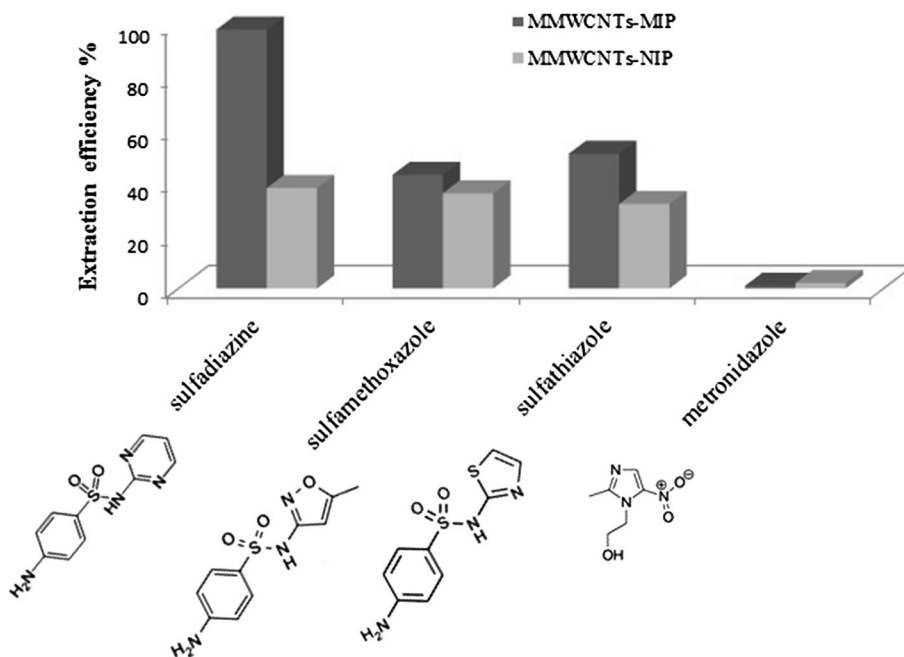 MMWCNTs-MIP
MMWCNTs-NIP
Extraction efficiency %
100
80
60
40
20
0
sulfadiazine
sulfamethoxazole
sulfathiazole
metronidazole
N
N
O
O
S
HN
H₂N
N
O
O
O
S
N
H
H₂N
S
N
O
O
S
N
H
H₂N
N
N
N⁺
O⁻
O
OH